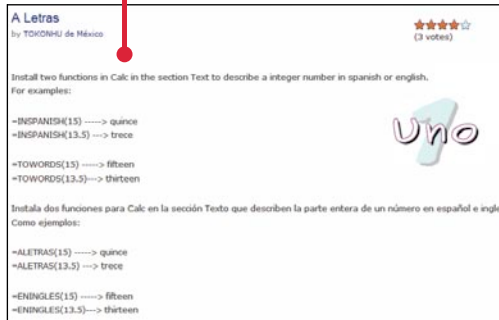 A Letras
by TOKONHU de México
(3 votes)
Install two functions in Calc in the section Text to describe a integer number in spanish or english.
For examples:
=INSPANISH(15) -----> quince
=INSPANISH(13.5) ---> trece
Uno
1
=TOWORDS(15) -----> fifteen
=TOWORDS(13.5)---> thirteen
Instala dos funciones para Calc en la sección Texto que describen la parte entera de un número en español e ingle
Como ejemplos:
=ALETRAS(15) -----> quince
=ALETRAS(13.5) ---> trece
=ENINGLES(15) -----> fifteen
=ENINGLES(13.5)---> thirteen